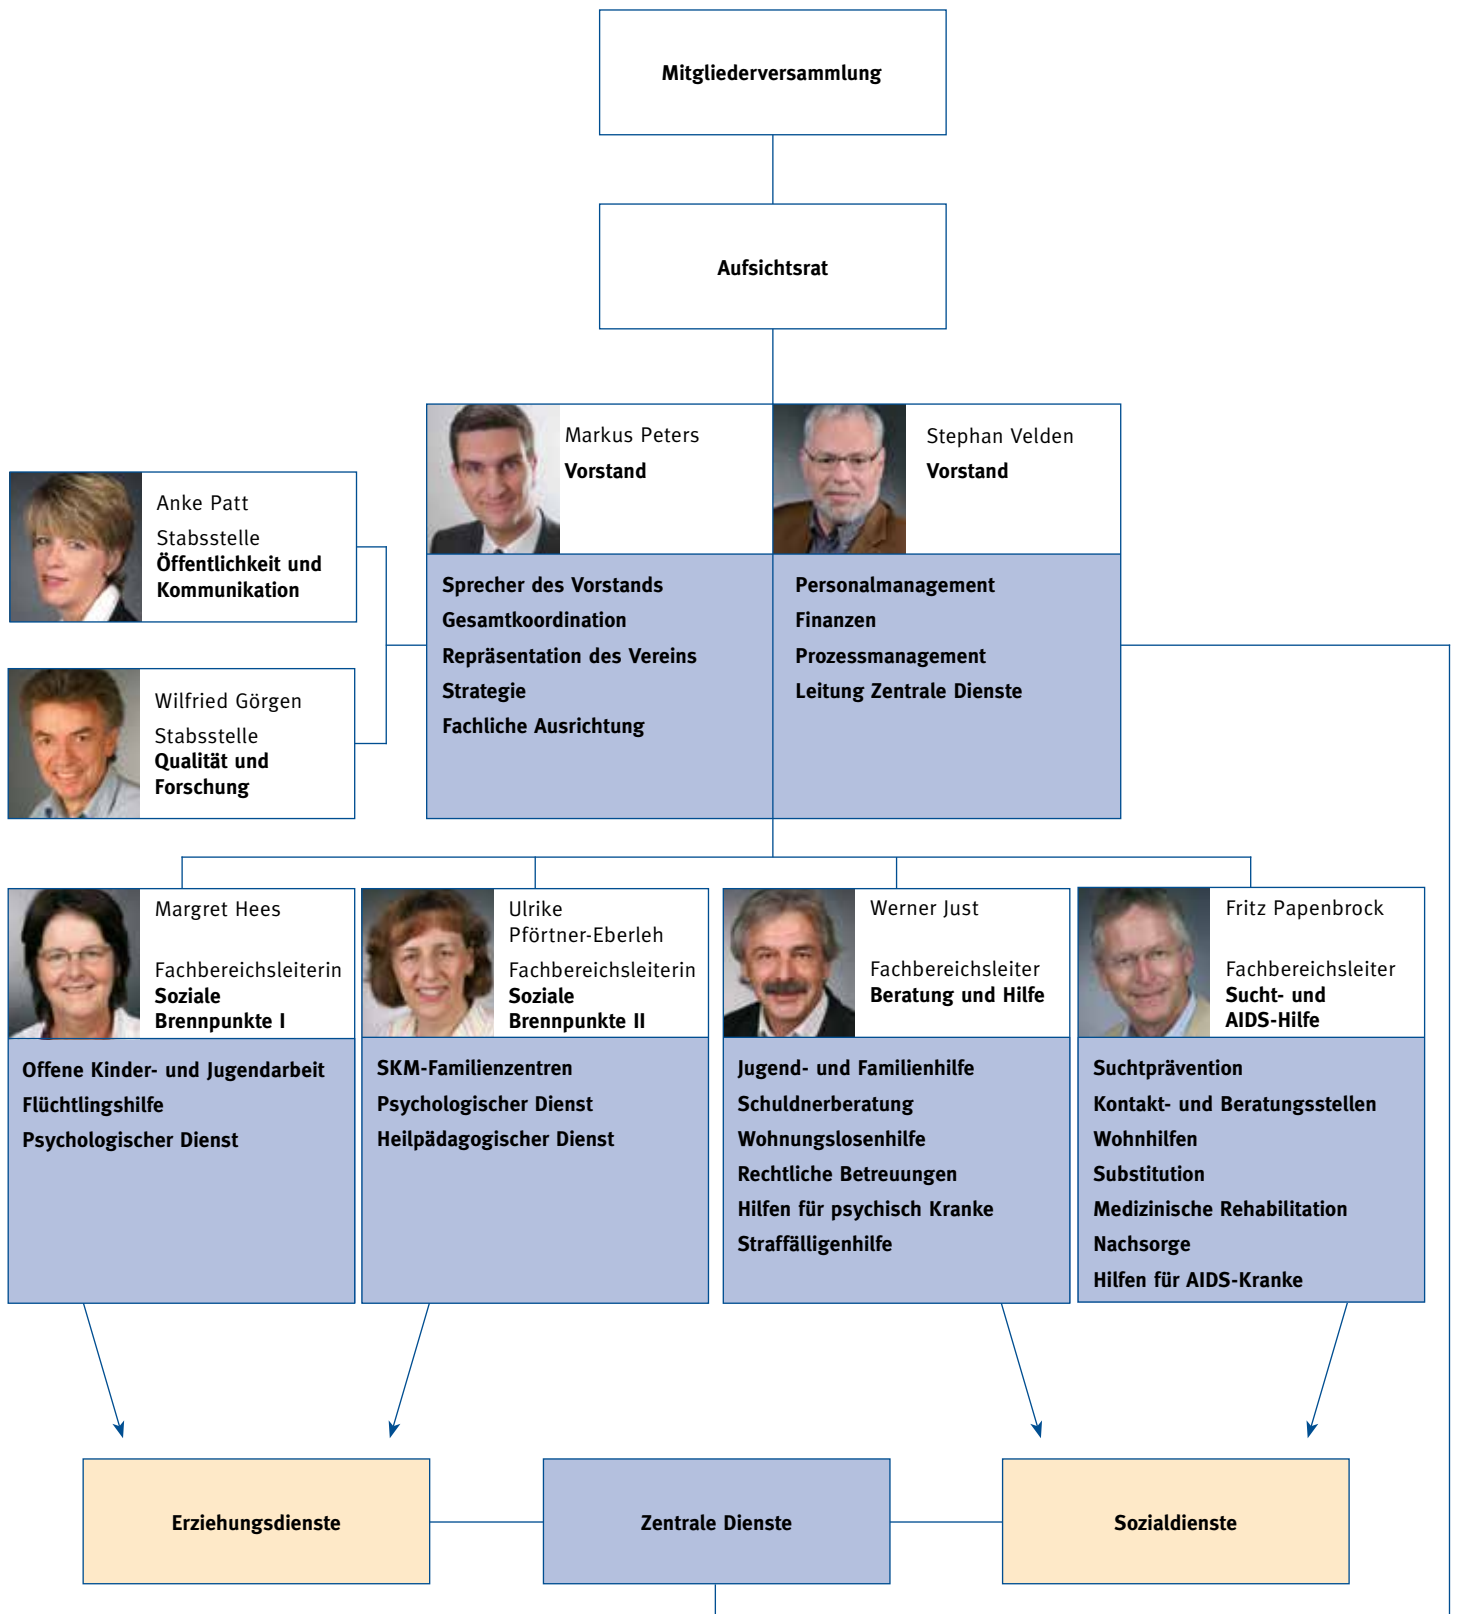 Mitgliederversammlung
Aufsichtsrat
Markus Peters
Vorstand
Stephan Velden
Vorstand
Anke Patt
Stabsstelle
Öffentlichkeit und
Kommunikation
Sprecher des Vorstands
Gesamtkoordination
Repräsentation des Vereins
Strategie
Fachliche Ausrichtung
Personalmanagement
Finanzen
Prozessmanagement
Leitung Zentrale Dienste
Wilfried Görgen
Stabsstelle
Qualität und
Forschung
Margret Hees
Fachbereichsleiterin
Soziale
Brennpunkte I
Offene Kinder- und Jugendarbeit
Flüchtlingshilfe
Psychologischer Dienst
Ulrike
Pförtner-Eberleh
Fachbereichsleiterin
Soziale
Brennpunkte II
SKM-Familienzentren
Psychologischer Dienst
Heilpädagogischer Dienst
Werner Just
Fachbereichsleiter
Beratung und Hilfe
Jugend- und Familienhilfe
Schuldnerberatung
Wohnungslosenhilfe
Rechtliche Betreuungen
Hilfen für psychisch Kranke
Straffälligenhilfe
Fritz Papenbrock
Fachbereichsleiter
Sucht- und
AIDS-Hilfe
Suchtprävention
Kontakt- und Beratungsstellen
Wohnhilfen
Substitution
Medizinische Rehabilitation
Nachsorge
Hilfen für AIDS-Kranke
Erziehungsdienste
Zentrale Dienste
Sozialdienste